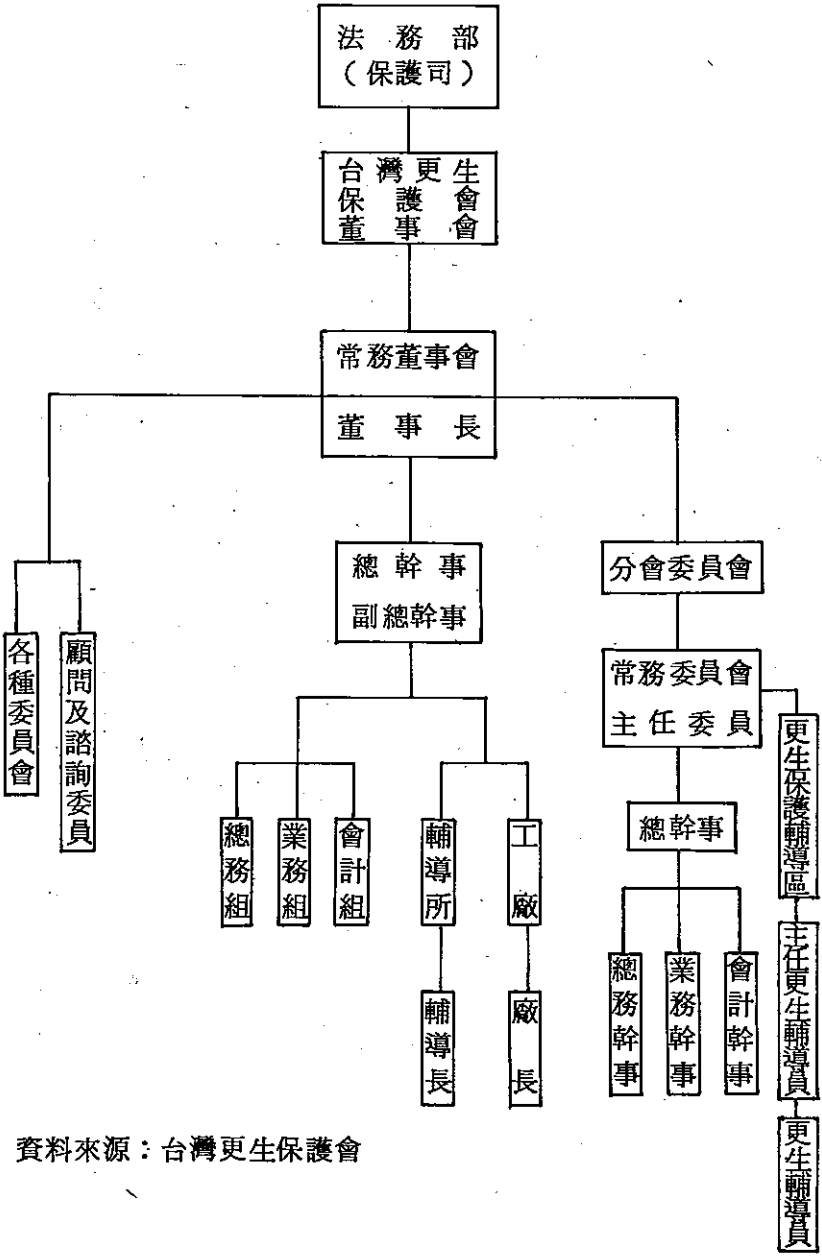 法務部
（保護司）
台灣更生
保護會
董事會
常務董事會
董事長
總幹事
副總幹事
分會委員會
常務委員會
主任委員
各種委員會
顧問及諮詢委員
總務組
業務組
會計組
輔導所
工廠
輔導長
廠長
總幹事
總務幹事
業務幹事
會計幹事
更生保護輔導區
主任更生輔導員
更生輔導員
資料來源：台灣更生保護會